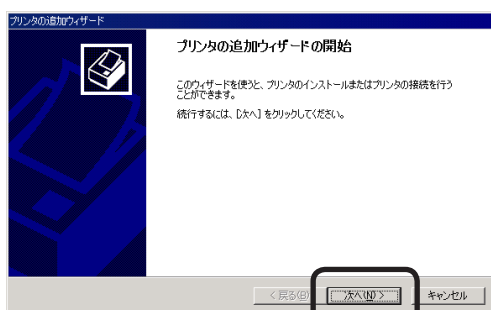 プリンタの追加ウィザード
プリンタの追加ウィザードの開始
このウィザードを使うと、プリンタのインストールまたはプリンタの接続を行う
ことができます。
続行するには、[次へ] をクリックしてください。
< 戻る(B) 次へ(N) > キャンセル